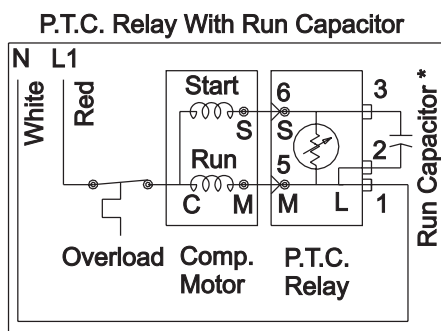 P.T.C. Relay With Run Capacitor
N L1
White
Red
Start
S
6
S
3
Run
5
2
C M
M
L
1
Overload
Comp.
Motor
P.T.C.
Relay
Run Capacitor *